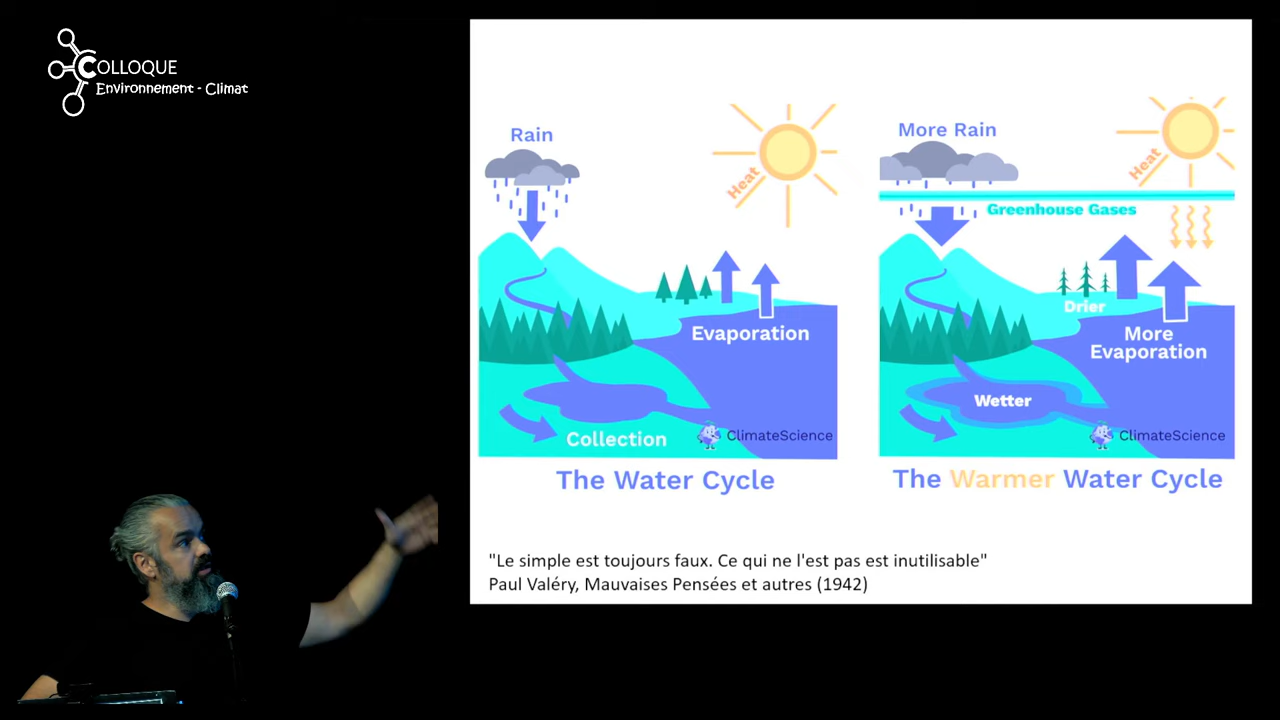 COLLOQUE
Environnement - Climat
Rain
Heat
Evaporation
Collection
ClimateScience
The Water Cycle
More Rain
Heat
Greenhouse Gases
Drier
More
Evaporation
Wetter
ClimateScience
The Warmer Water Cycle
"Le simple est toujours faux. Ce qui ne l'est pas est inutilisable"
Paul Valéry, Mauvaises Pensées et autres (1942)